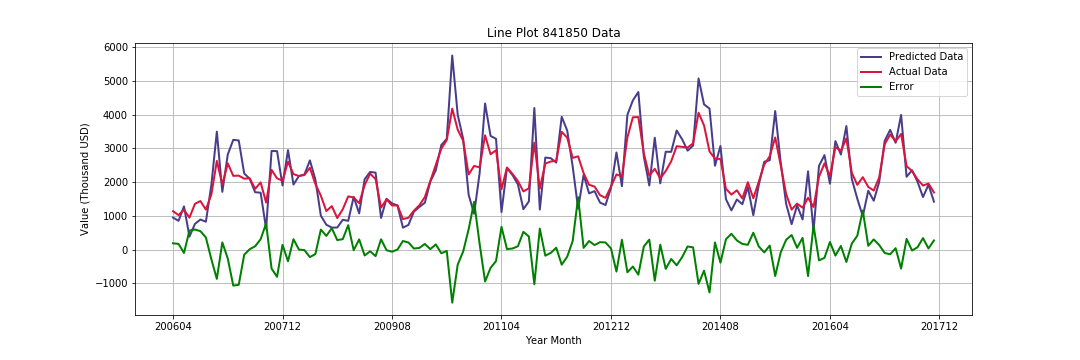 Line Plot 841850 Data
Predicted Data
Actual Data
Error
Value (Thousand USD)
6000
5000
4000
3000
2000
1000
0
−1000
200604
200712
200908
201104
201212
201408
201604
201712
Year Month